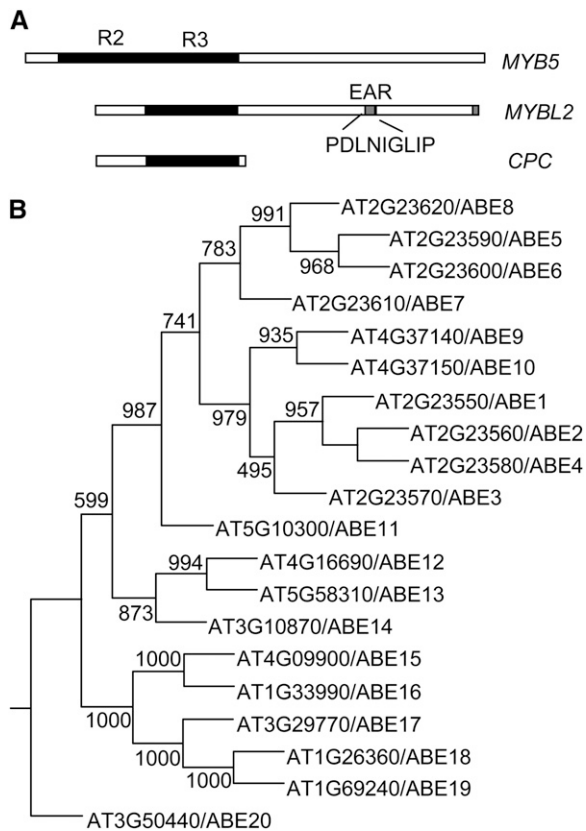 A
R2 R3
MYB5
EAR
MYBL2
PDLNIGLIP
CPC
B
991 AT2G23620/ABE8
783 AT2G23590/ABE5
968 AT2G23600/ABE6
AT2G23610/ABE7
741 935 AT4G37140/ABE9
AT4G37150/ABE10
987 979 957 AT2G23550/ABE1
AT2G23560/ABE2
495 AT2G23580/ABE4
AT2G23570/ABE3
599 AT5G10300/ABE11
994 AT4G16690/ABE12
AT5G58310/ABE13
873 AT3G10870/ABE14
1000 AT4G09900/ABE15
AT1G33990/ABE16
1000 AT3G29770/ABE17
1000 AT1G26360/ABE18
1000 AT1G69240/ABE19
AT3G50440/ABE20